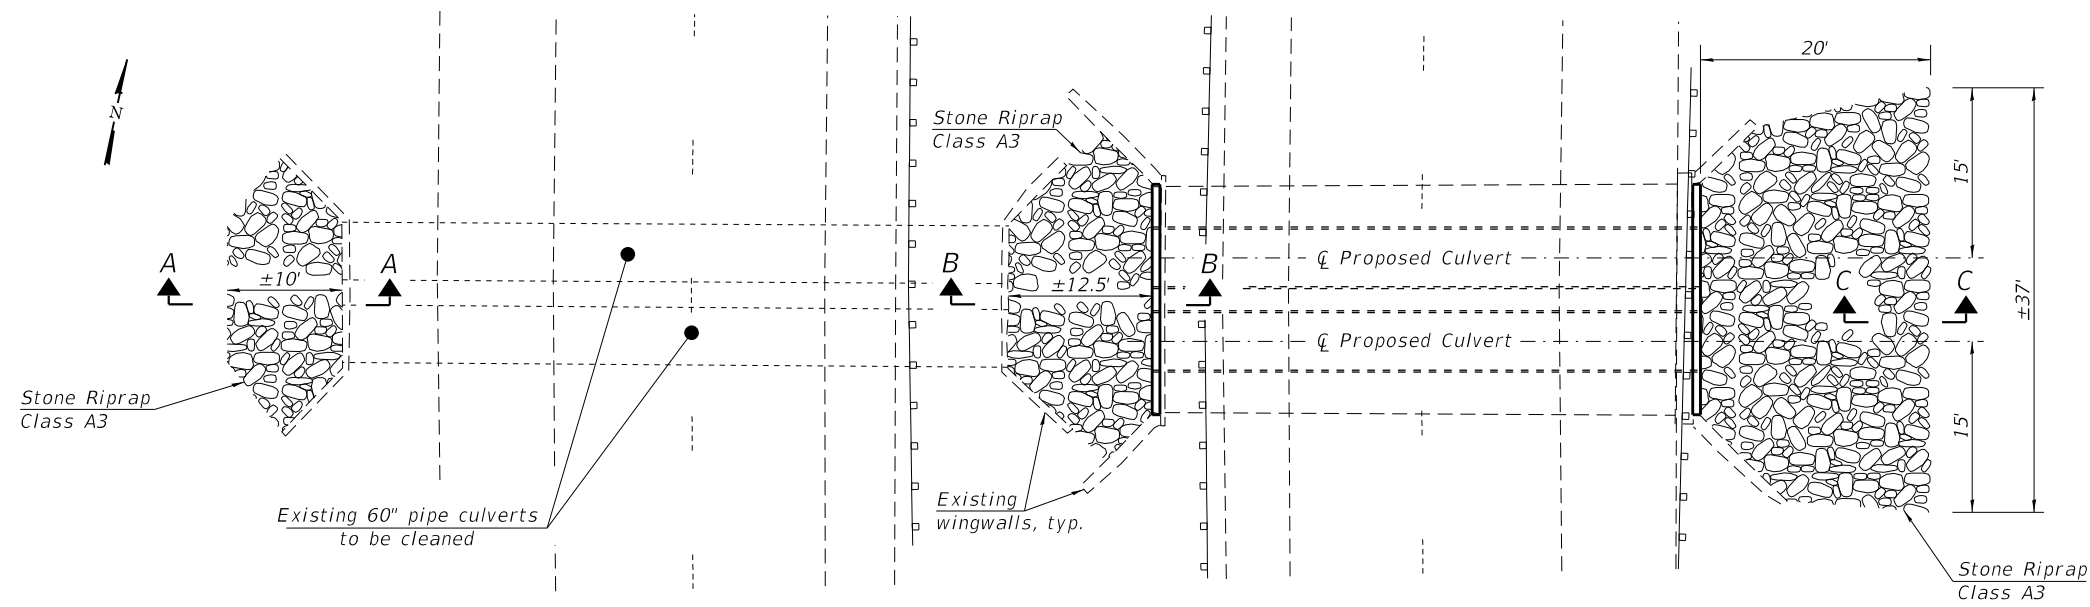 N
Stone Riprap
Class A3
20'
15'
A
A
±10'
B
±12.5'
B
℄ Proposed Culvert
C
C
±37'
℄ Proposed Culvert
Stone Riprap
Class A3
15'
Existing 60" pipe culverts
to be cleaned
Existing
wingwalls, typ.
Stone Riprap
Class A3